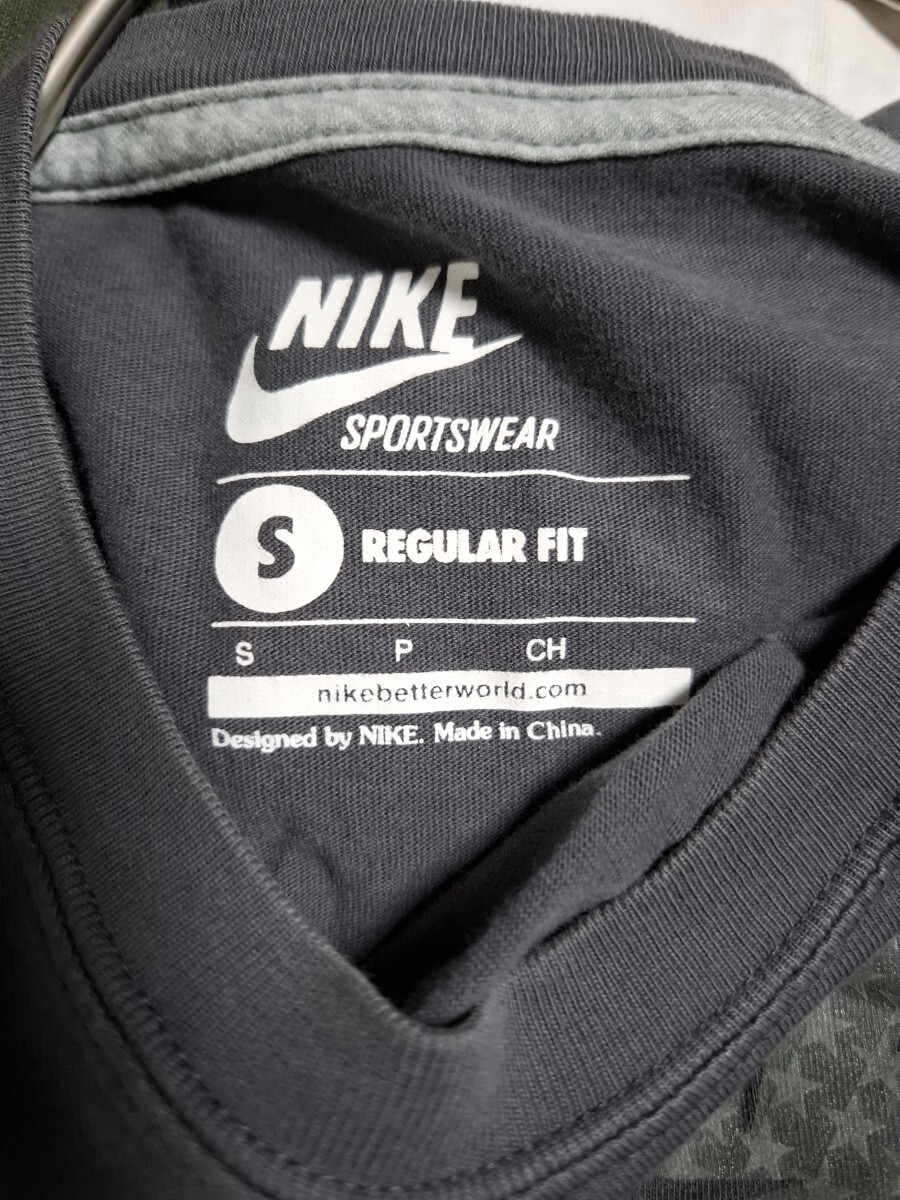 NIKE
SPORTSWEAR
S REGULAR FIT
S P CH
nikebetterworld.com
Designed by NIKE. Made in China.